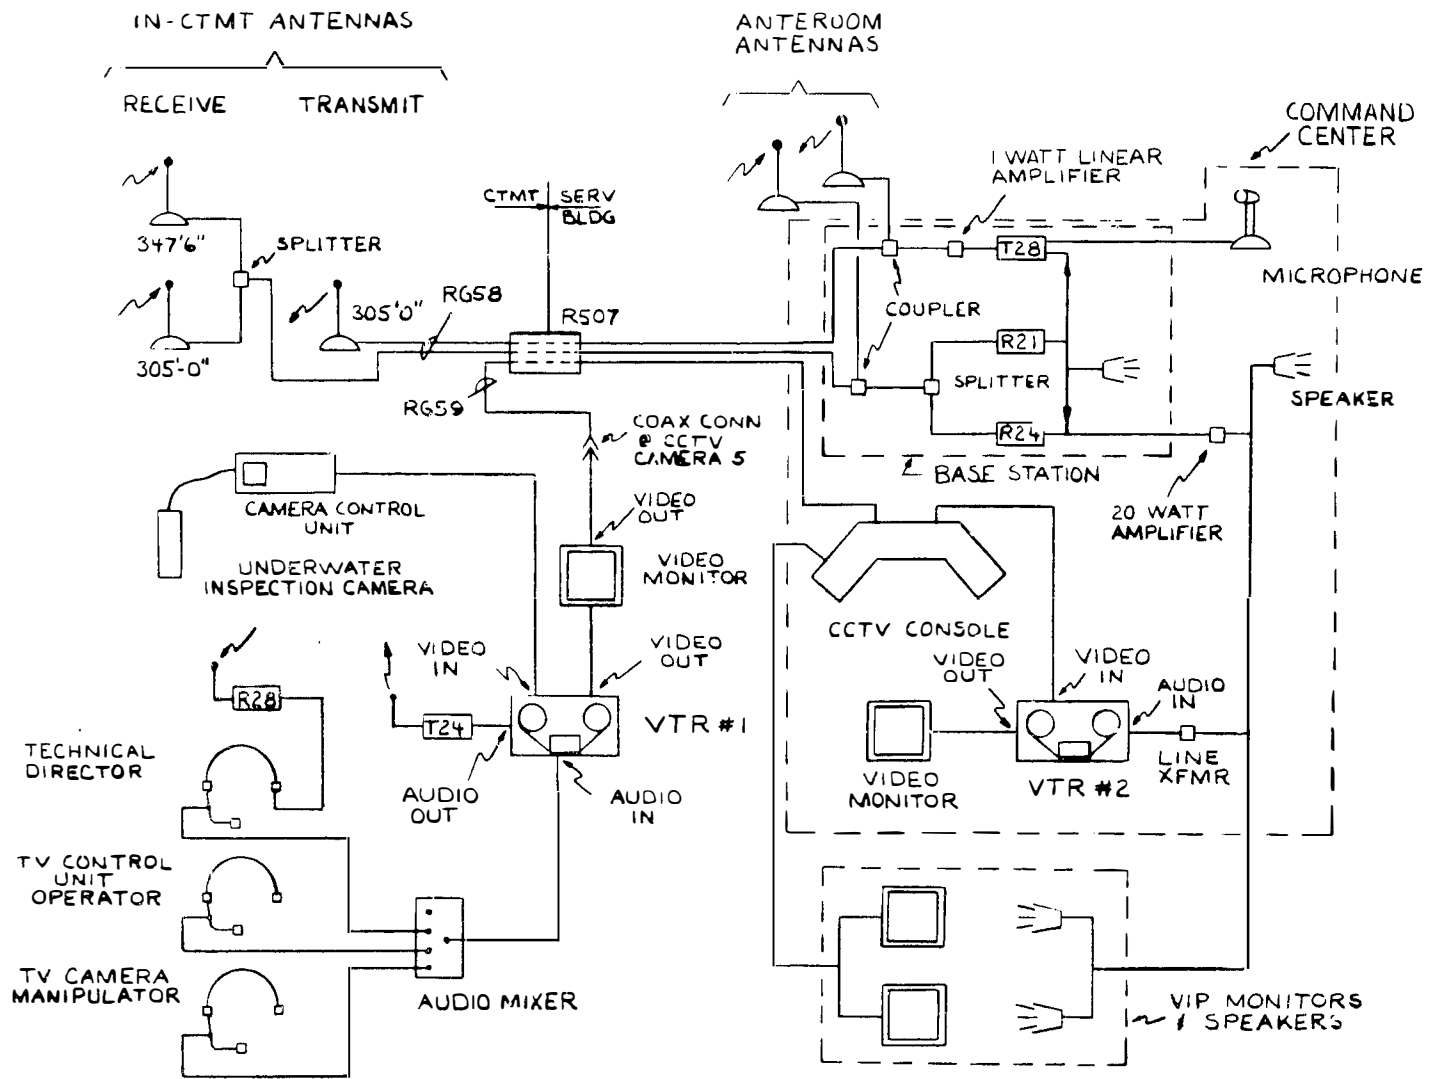 IN-CTMT ANTENNAS
RECEIVE
TRANSMIT
347'6"
SPLITTER
305'-0"
305'0"
RG58
CTMT
SERV
BLDG
R507
RG59
ANTEROOM
ANTENNAS
1 WATT LINEAR
AMPLIFIER
COMMAND
CENTER
T28
MICROPHONE
COUPLER
R21
SPLITTER
R24
SPEAKER
BASE STATION
20 WATT
AMPLIFIER
COAX CONN
@ CCTV
CAMERA 5
VIDEO
OUT
VIDEO
MONITOR
CAMERA CONTROL
UNIT
UNDERWATER
INSPECTION CAMERA
R28
T24
VIDEO
IN
VIDEO
OUT
VTR #1
AUDIO
OUT
AUDIO
IN
TECHNICAL
DIRECTOR
TV CONTROL
UNIT
OPERATOR
TV CAMERA
MANIPULATOR
AUDIO MIXER
CCTV CONSOLE
VIDEO
OUT
VIDEO
IN
AUDIO
IN
LINE
XFMR
VIDEO
MONITOR
VTR #2
VIP MONITORS
& SPEAKERS